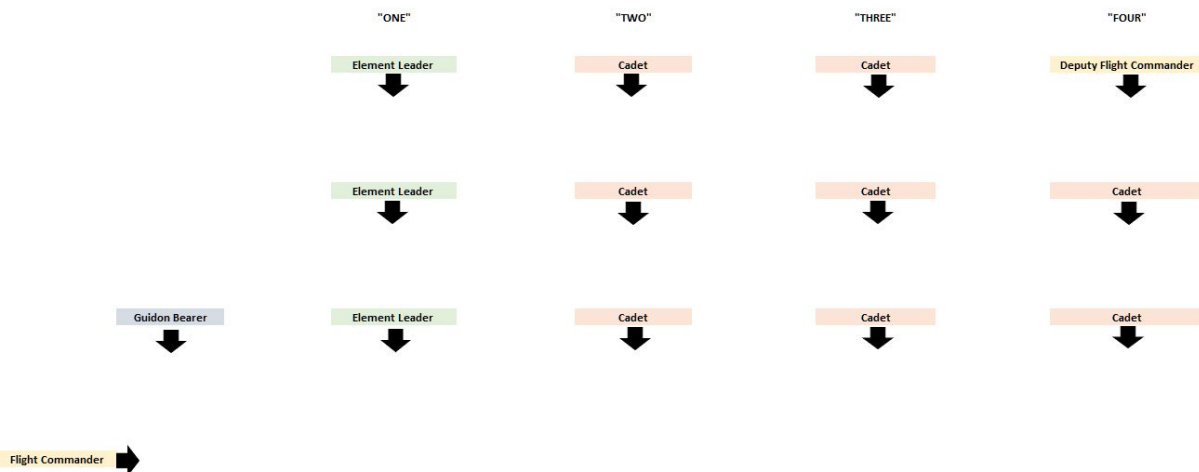 "ONE" "TWO" "THREE" "FOUR"
Element Leader Cadet Cadet Deputy Flight Commander
Element Leader Cadet Cadet Cadet
Guidon Bearer Element Leader Cadet Cadet Cadet
Flight Commander